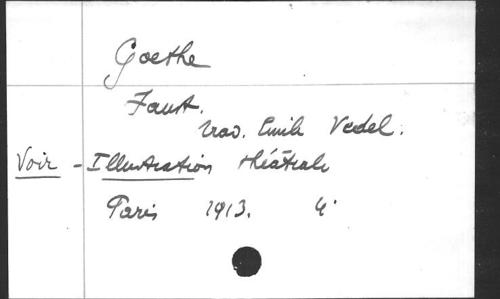 Goethe
Faust.
trad. Emile Vedel.
Voir - Illustration théâtrale
Paris 1913. 4°